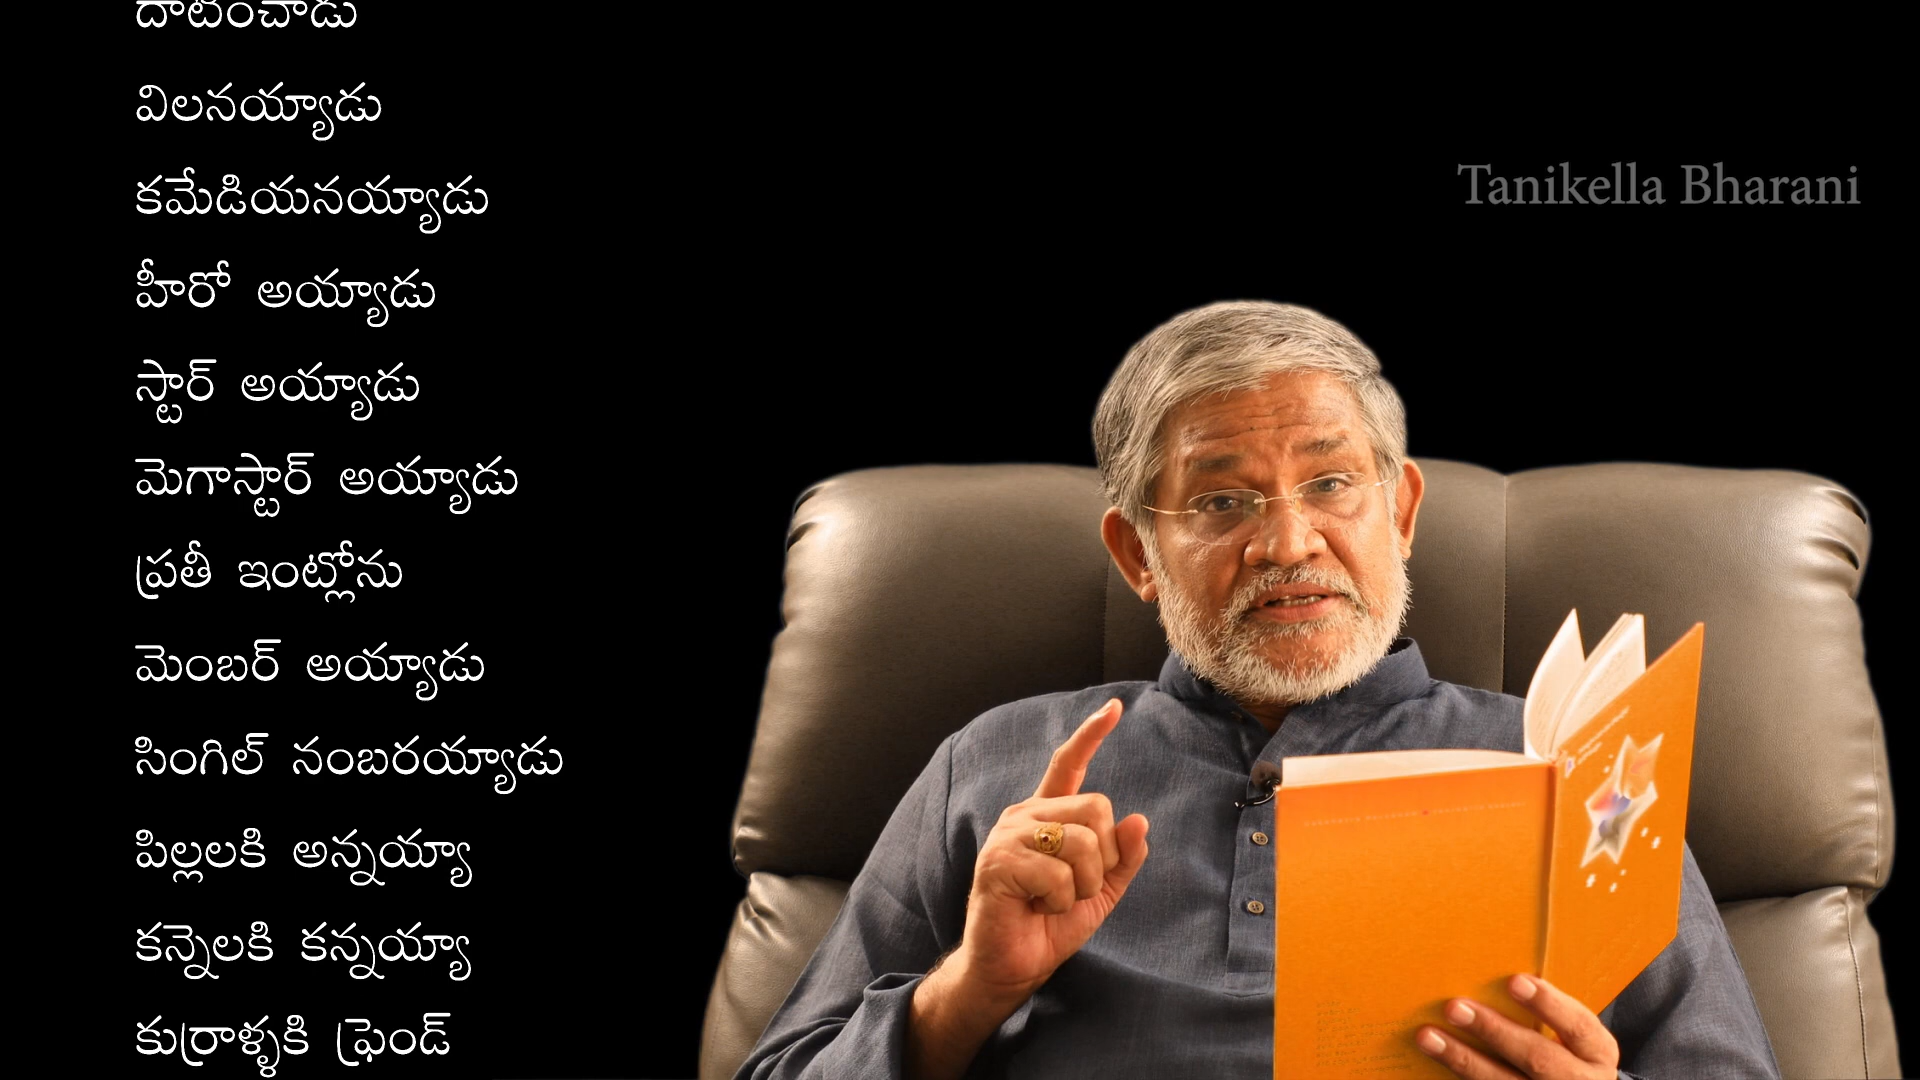 దాటించాడు
విలనయ్యాడు
కమేడియనయ్యాడు
హీరో అయ్యాడు
స్టార్ అయ్యాడు
మెగాస్టార్ అయ్యాడు
ప్రతీ ఇంట్లోను
మెంబర్ అయ్యాడు
సింగిల్ నంబరయ్యాడు
పిల్లలకి అన్నయ్యా
కన్నెలకి కన్నయ్యా
కుర్రాళ్ళకి ఫ్రెండ్
Tanikella Bharani